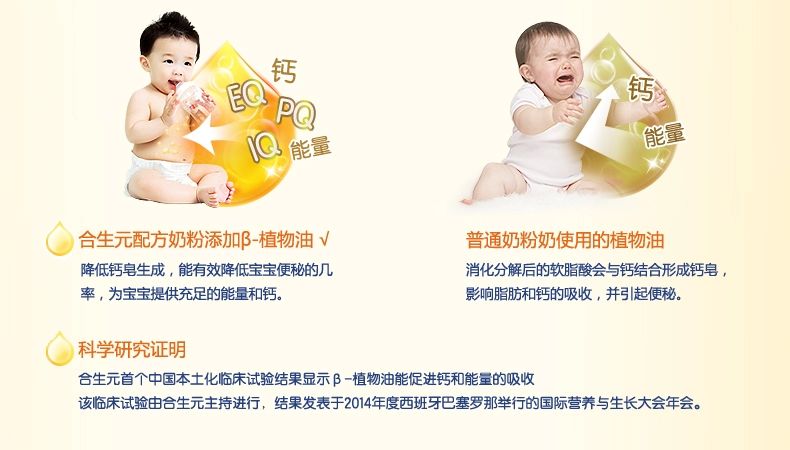 钙
EQ
PQ
IQ
能量
钙
能量
合生元配方奶粉添加β-植物油 √
降低钙皂生成，能有效降低宝宝便秘的几
率，为宝宝提供充足的能量和钙。
普通奶粉奶使用的植物油
消化分解后的软脂酸会与钙结合形成钙皂，
影响脂肪和钙的吸收，并引起便秘。
科学研究证明
合生元首个中国本土化临床试验结果显示β-植物油能促进钙和能量的吸收
该临床试验由合生元主持进行，结果发表于2014年度西班牙巴塞罗那举行的国际营养与生长大会年会。